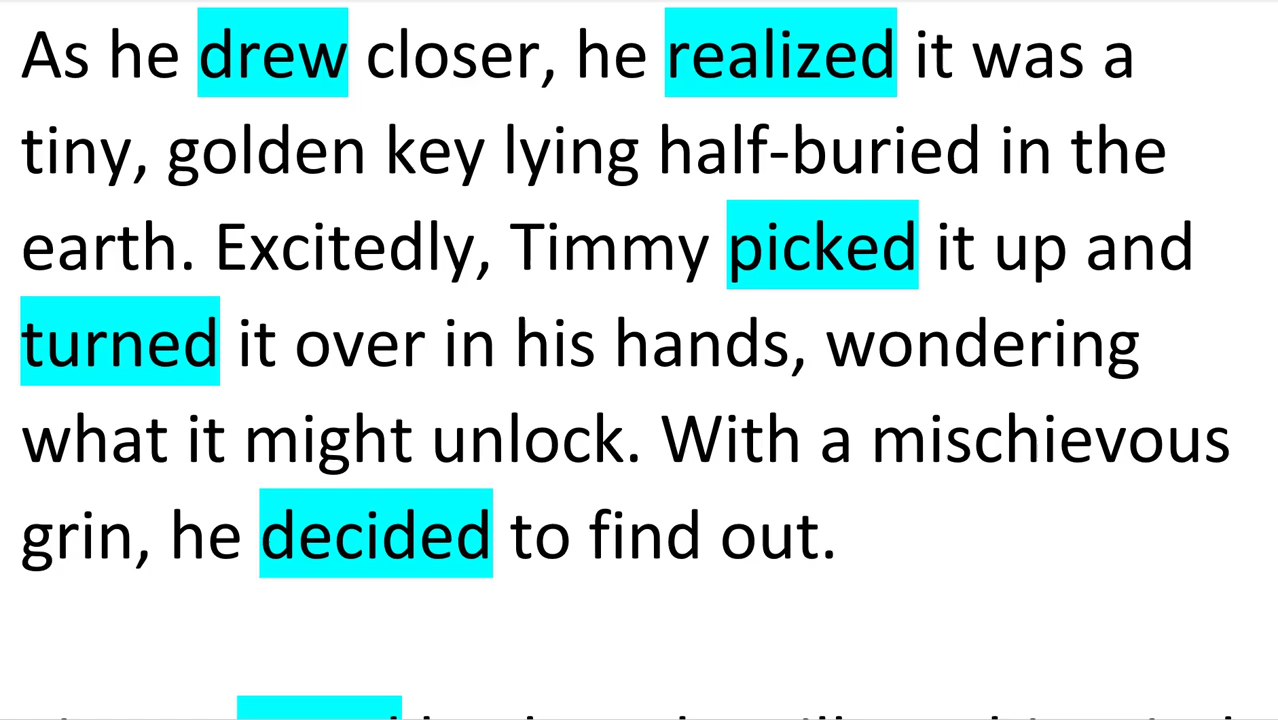 As he drew closer, he realized it was a
tiny, golden key lying half-buried in the
earth. Excitedly, Timmy picked it up and
turned it over in his hands, wondering
what it might unlock. With a mischievous
grin, he decided to find out.